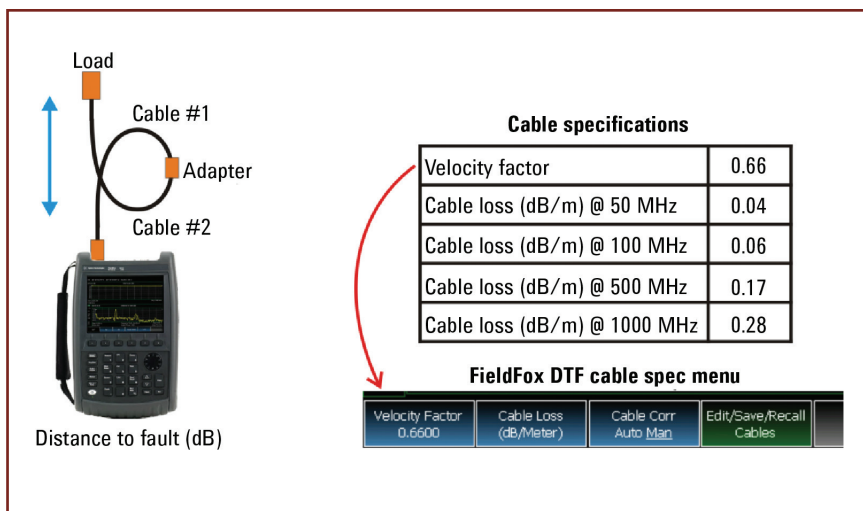 Load
Cable #1
Adapter
Cable #2
Distance to fault (dB)
Cable specifications
Velocity factor 0.66
Cable loss (dB/m) @ 50 MHz 0.04
Cable loss (dB/m) @ 100 MHz 0.06
Cable loss (dB/m) @ 500 MHz 0.17
Cable loss (dB/m) @ 1000 MHz 0.28
FieldFox DTF cable spec menu
Velocity Factor
0.6600
Cable Loss
(dB/Meter)
Cable Corr
Auto Man
Edit/Save/Recall
Cables